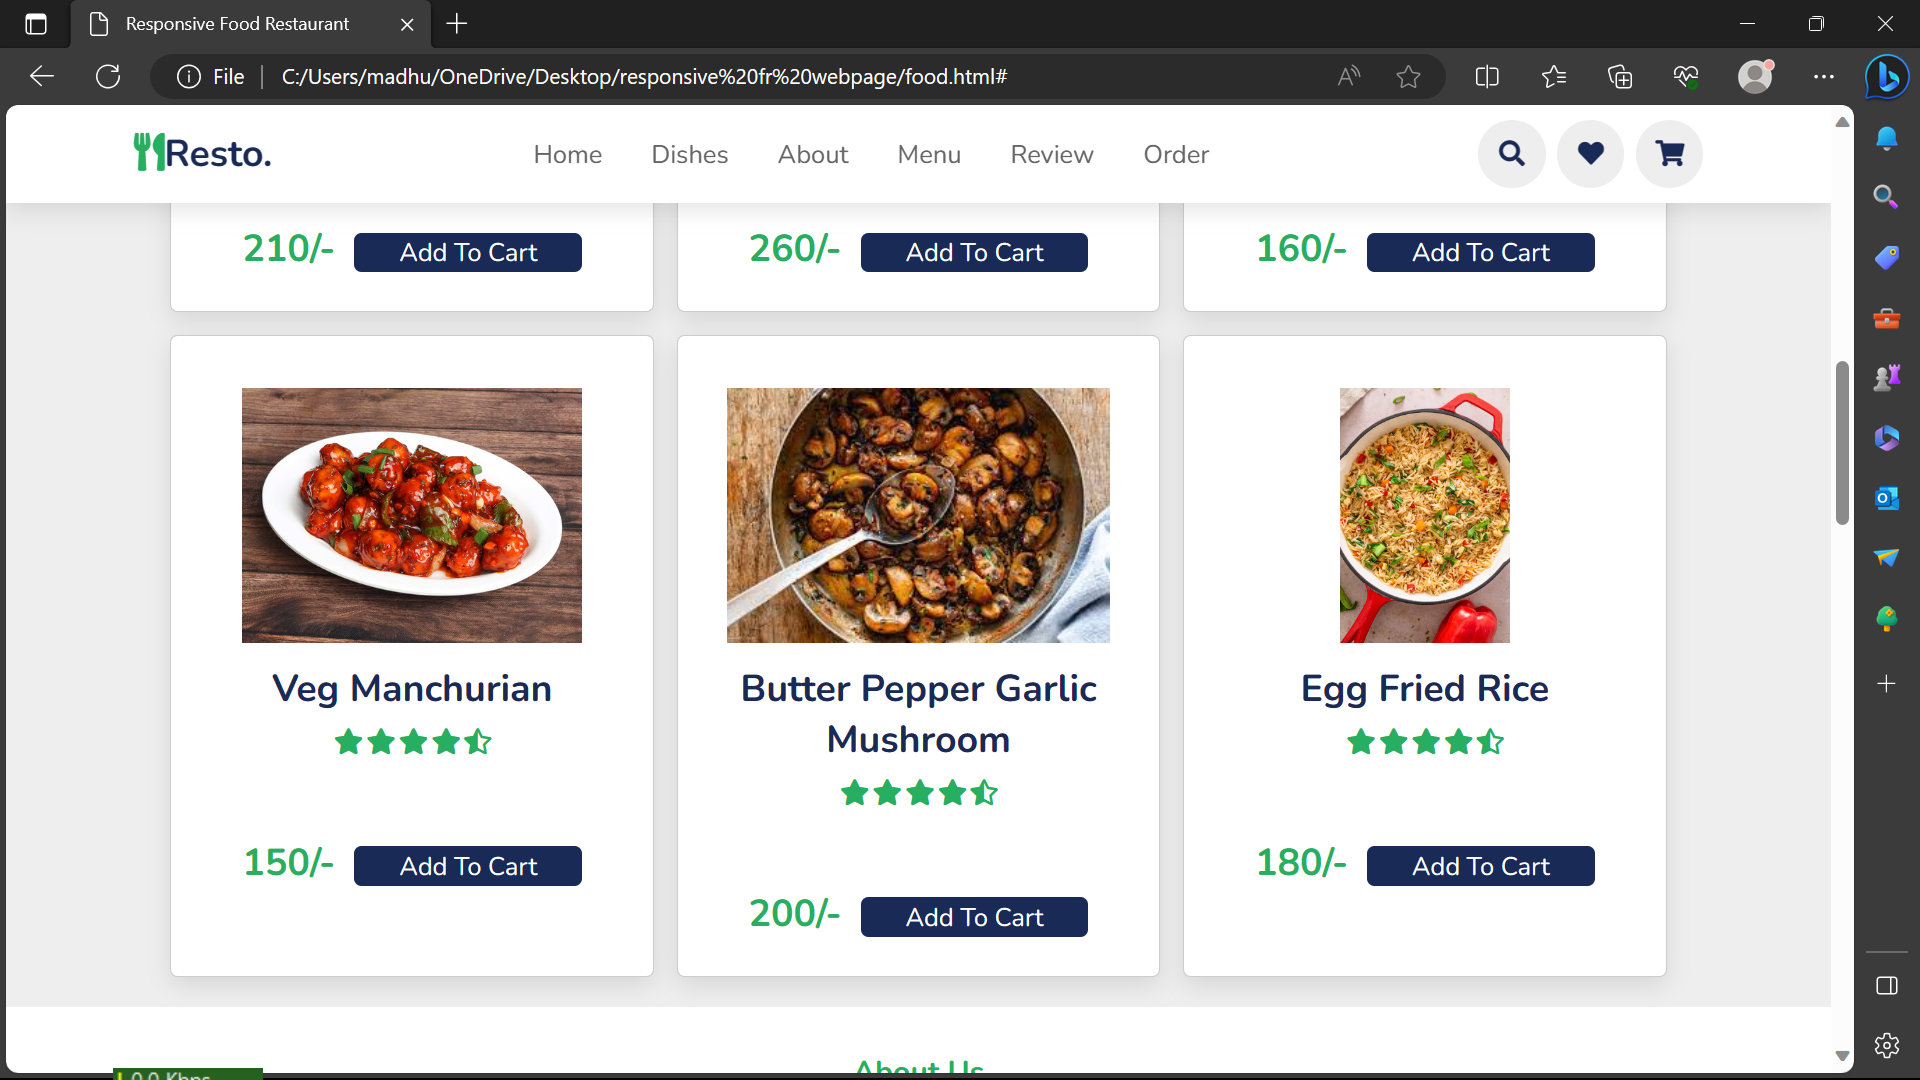 Responsive Food Restaurant
File
C:/Users/madhu/OneDrive/Desktop/responsive%20fr%20webpage/food.html#
Resto.
Home Dishes About Menu Review Order
210/- Add To Cart 260/- Add To Cart 160/- Add To Cart
Veg Manchurian
150/- Add To Cart
Butter Pepper Garlic
Mushroom
200/- Add To Cart
Egg Fried Rice
180/- Add To Cart
About Us
0.0 Kbps